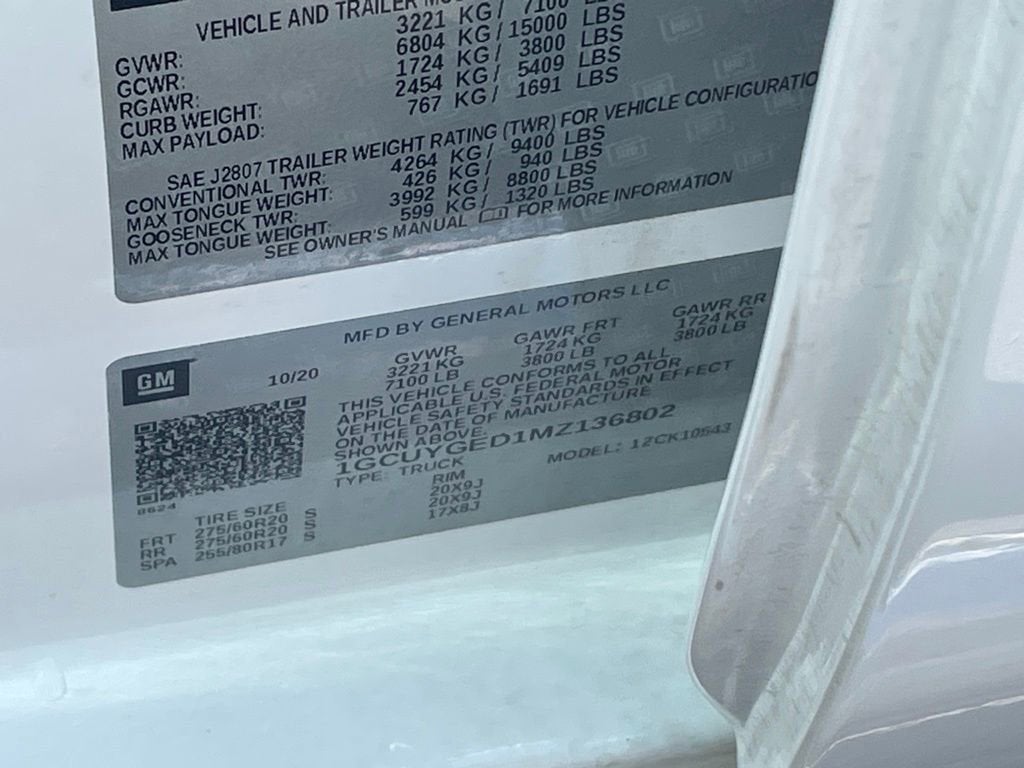 VEHICLE AND TRAILER
GVWR: 3221 KG/ 7100 LBS
GCWR: 6804 KG/15000 LBS
RGAWR: 1724 KG/ 3800 LBS
CURB WEIGHT: 2454 KG/ 5409 LBS
MAX PAYLOAD: 767 KG/ 1691 LBS
SAE J2807 TRAILER WEIGHT RATING (TWR) FOR VEHICLE
CONVENTIONAL TWR: 4264 KG/ 9400 LBS
MAX TONGUE WEIGHT: 426 KG/ 940 LBS
GOOSENECK TWR: 3992 KG/ 8800 LBS
MAX TONGUE WEIGHT: 599 KG/ 1320 LBS
SEE OWNER'S MANUAL FOR MORE INFORMATION
MFD BY GENERAL MOTORS LLC
GM
10/20
GVWR GAWR FRT GAWR RR
3221 KG 1724 KG 1724 KG
7100 LB 3800 LB 3800 LB
THIS VEHICLE CONFORMS TO ALL
APPLICABLE U.S. FEDERAL MOTOR
VEHICLE SAFETY STANDARDS IN EFFECT
ON THE DATE OF MANUFACTURE
SHOWN ABOVE.
1GCUYGED1MZ136802
TYPE: TRUCK MODEL: 12CK10543
8624
TIRE SIZE RIM
FRT 275/60R20 S 20X9J
RR 275/60R20 S 20X9J
SPA 255/80R17 S 17X8J